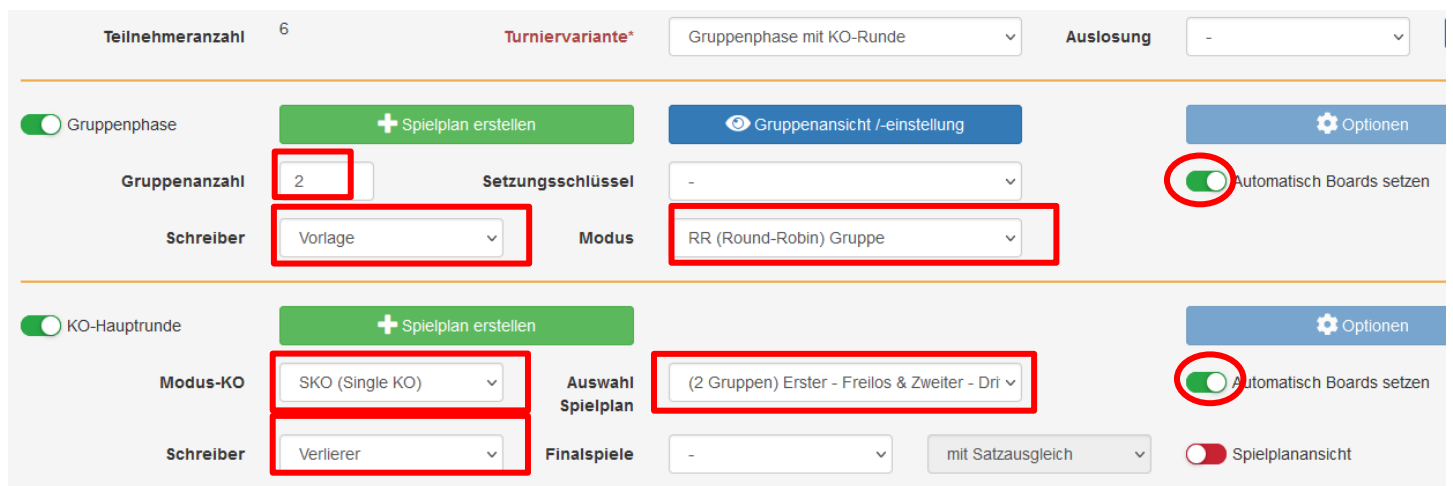 Teilnehmeranzahl 6 Turniervariante* Gruppenphase mit KO-Runde Auslosung -
Gruppenphase Spielplan erstellen Gruppenansicht /-einstellung Optionen
Gruppenanzahl 2 Setzungsschlüssel - Automatisch Boards setzen
Schreiber Vorlage Modus RR (Round-Robin) Gruppe
KO-Hauptrunde Spielplan erstellen Optionen
Modus-KO SKO (Single KO) Auswahl Spielplan (2 Gruppen) Erster - Freilos & Zweiter - Dri Automatisch Boards setzen
Schreiber Verlierer Finalspiele - mit Satzausgleich Spielplanansicht